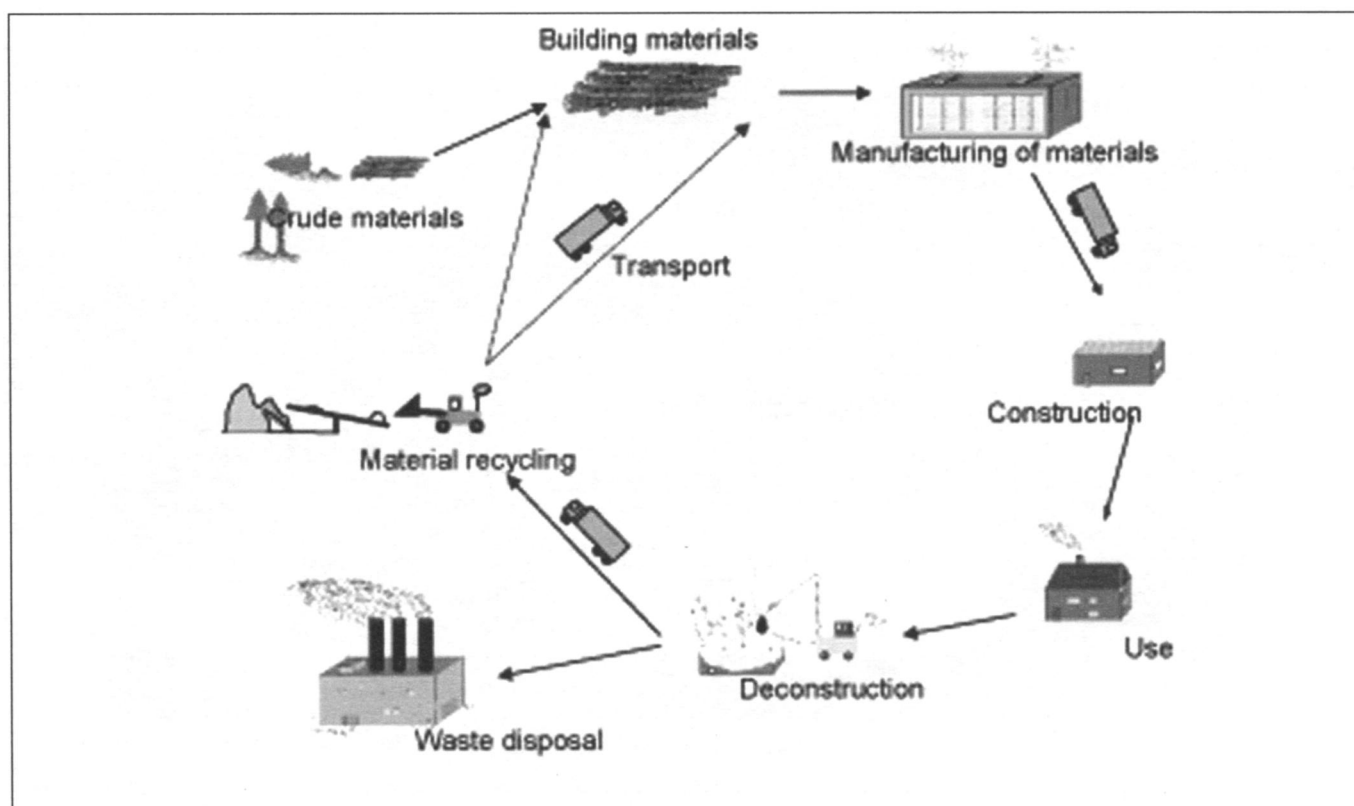 Building materials
Manufacturing of materials
Crude materials
Transport
Construction
Material recycling
Use
Deconstruction
Waste disposal